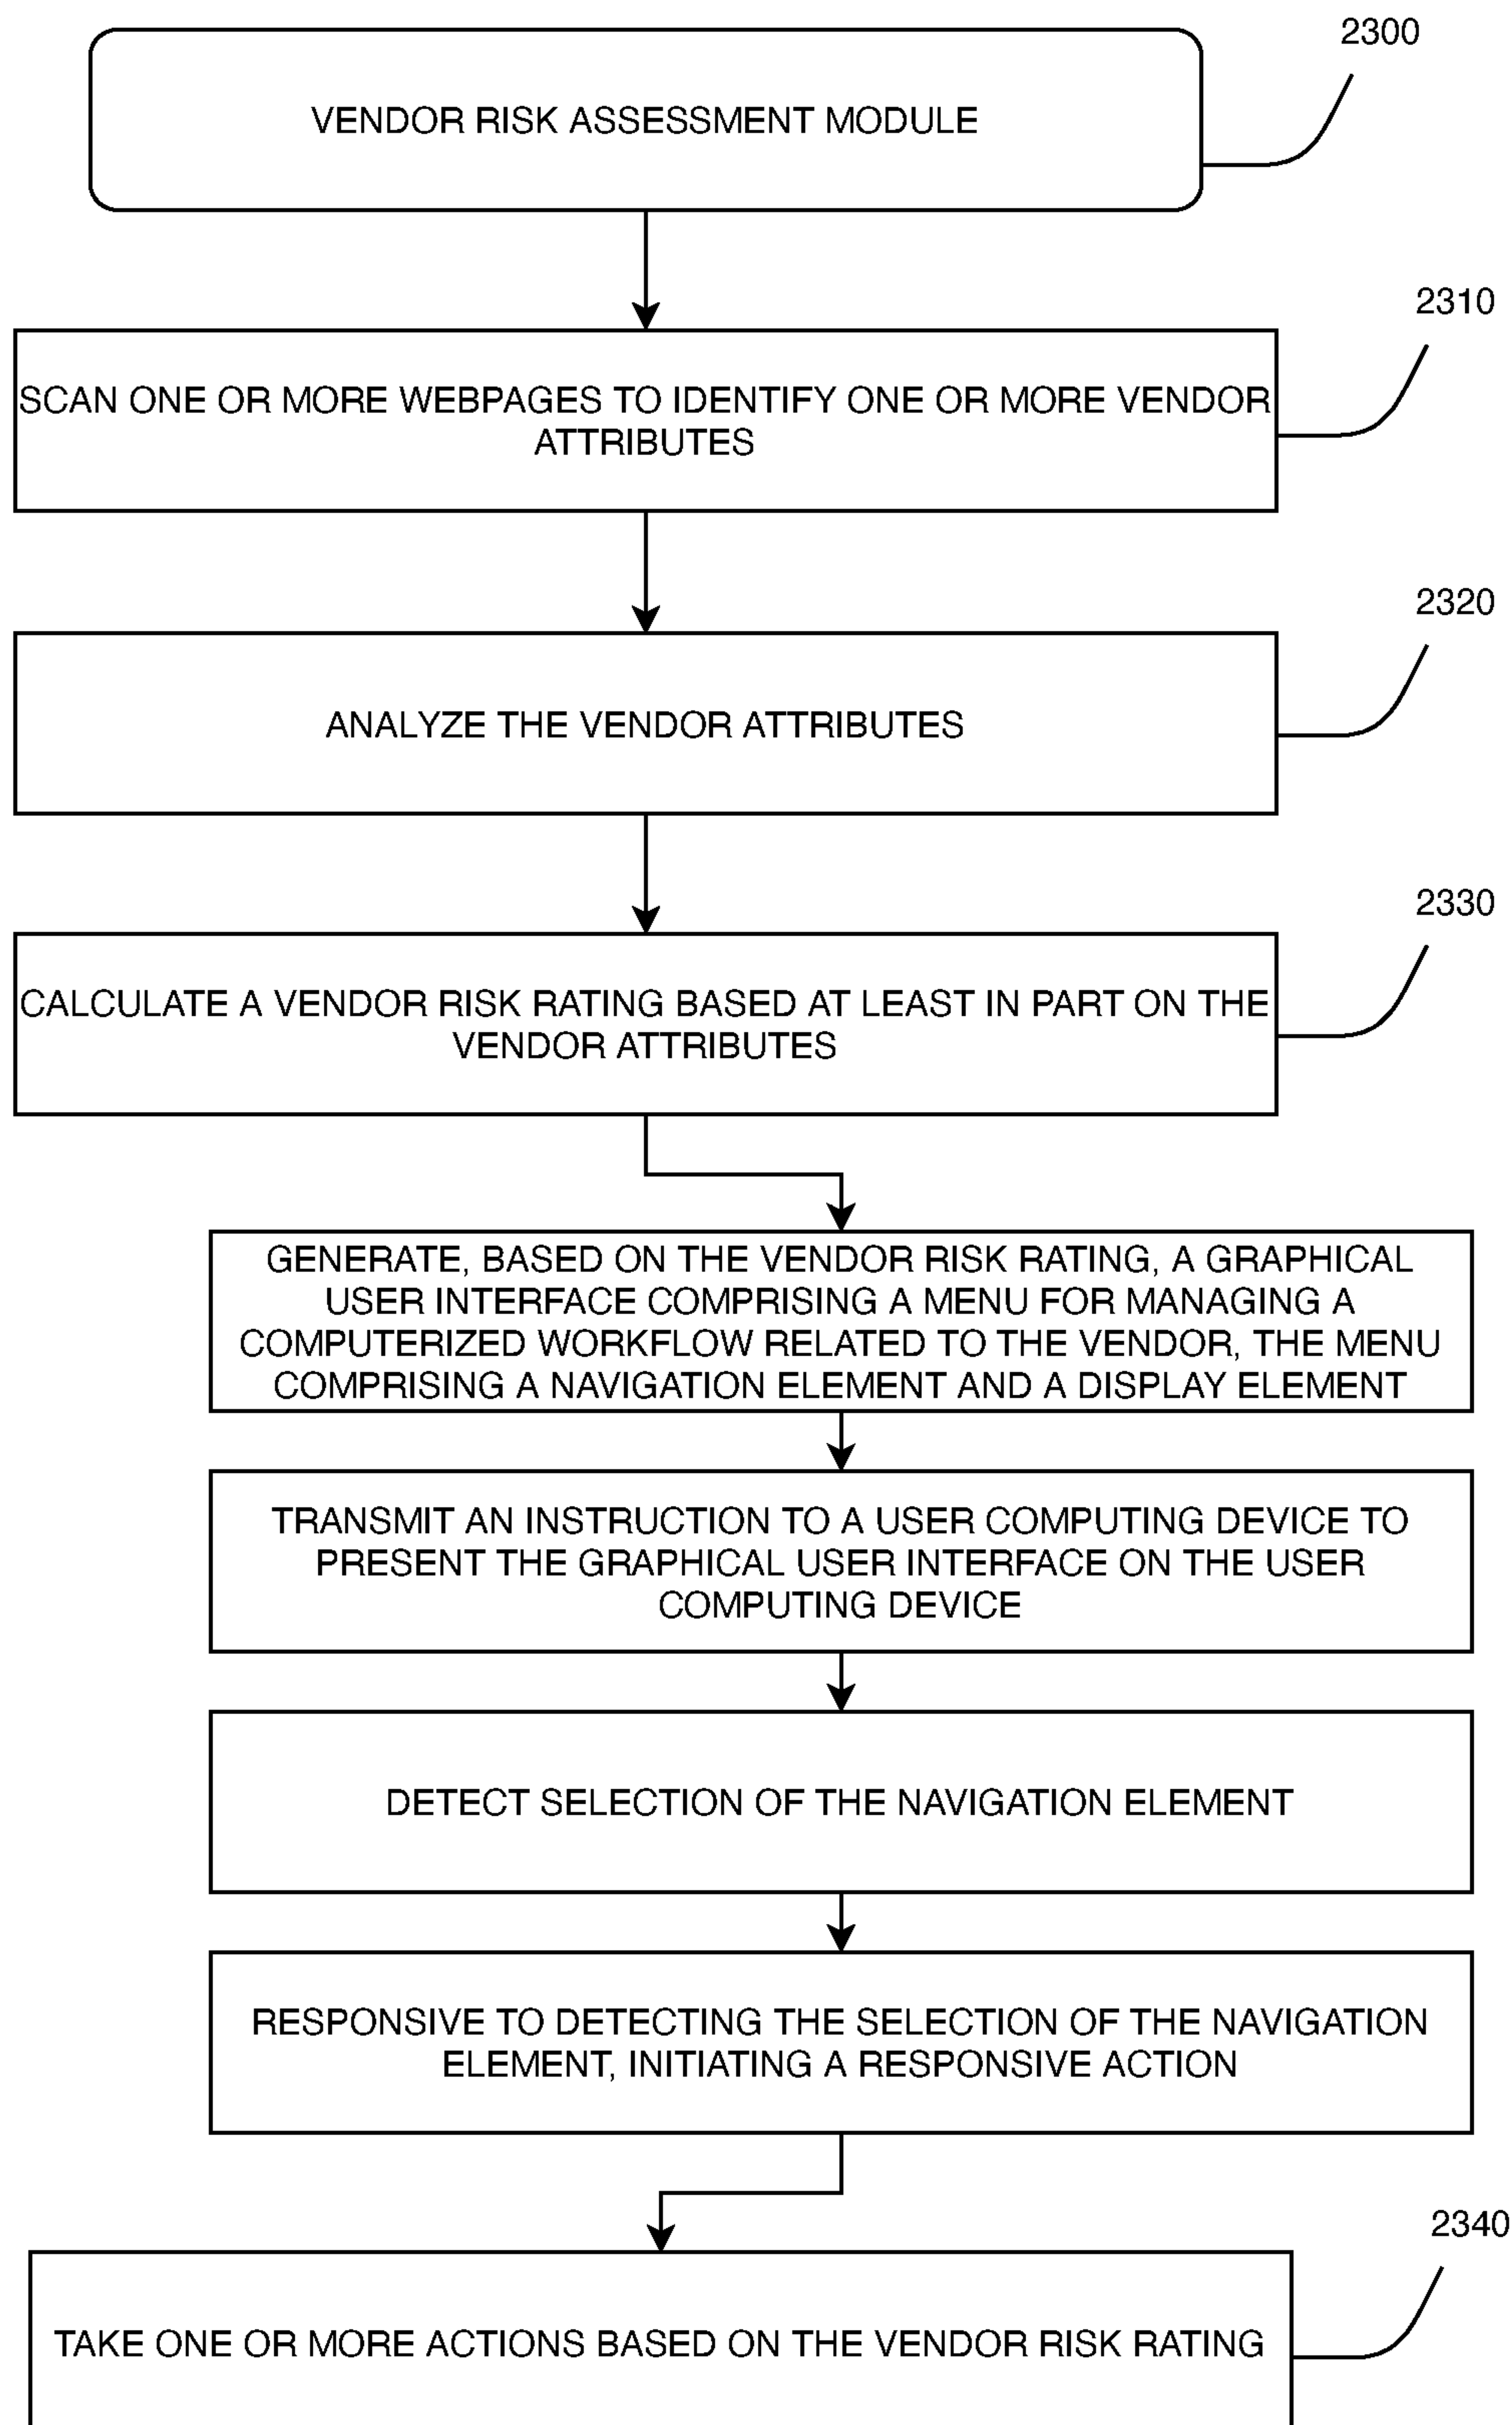 2300
VENDOR RISK ASSESSMENT MODULE
2310
SCAN ONE OR MORE WEBPAGES TO IDENTIFY ONE OR MORE VENDOR
ATTRIBUTES
2320
ANALYZE THE VENDOR ATTRIBUTES
2330
CALCULATE A VENDOR RISK RATING BASED AT LEAST IN PART ON THE
VENDOR ATTRIBUTES
GENERATE, BASED ON THE VENDOR RISK RATING, A GRAPHICAL
USER INTERFACE COMPRISING A MENU FOR MANAGING A
COMPUTERIZED WORKFLOW RELATED TO THE VENDOR, THE MENU
COMPRISING A NAVIGATION ELEMENT AND A DISPLAY ELEMENT
TRANSMIT AN INSTRUCTION TO A USER COMPUTING DEVICE TO
PRESENT THE GRAPHICAL USER INTERFACE ON THE USER
COMPUTING DEVICE
DETECT SELECTION OF THE NAVIGATION ELEMENT
RESPONSIVE TO DETECTING THE SELECTION OF THE NAVIGATION
ELEMENT, INITIATING A RESPONSIVE ACTION
2340
TAKE ONE OR MORE ACTIONS BASED ON THE VENDOR RISK RATING